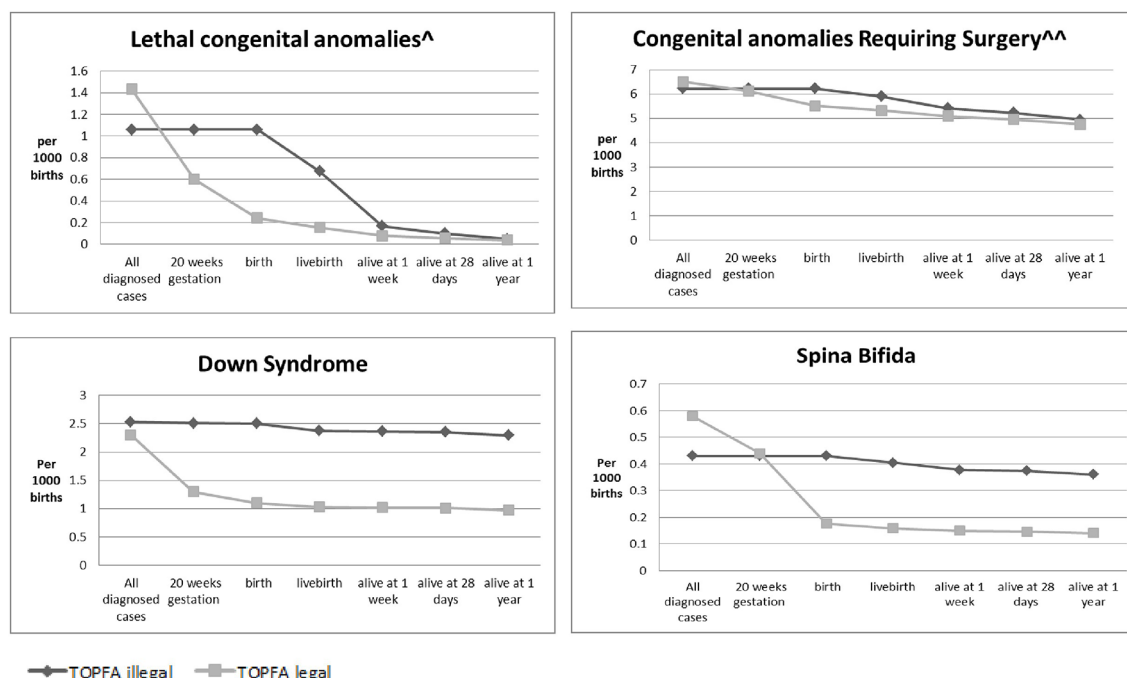 Lethal congenital anomalies^
1.6
1.4
1.2
1
0.8
0.6
0.4
0.2
0
per
1000
births
All
diagnosed
cases
20 weeks
gestation
birth
livebirth
alive at 1
week
alive at 28
days
alive at 1
year
Congenital anomalies Requiring Surgery^^
7
6
5
4
3
2
1
0
per
1000
births
All
diagnosed
cases
20 weeks
gestation
birth
livebirth
alive at 1
week
alive at 28
days
alive at 1
year
Down Syndrome
3
2.5
2
1.5
1
0.5
0
Per
1000
births
All
diagnosed
cases
20 weeks
gestation
birth
livebirth
alive at 1
week
alive at 28
days
alive at 1
year
Spina Bifida
0.7
0.6
0.5
0.4
0.3
0.2
0.1
0
Per
1000
births
All
diagnosed
cases
20 weeks
gestation
birth
livebirth
alive at 1
week
alive at 28
days
alive at 1
year
TOPFA illegal
TOPFA legal